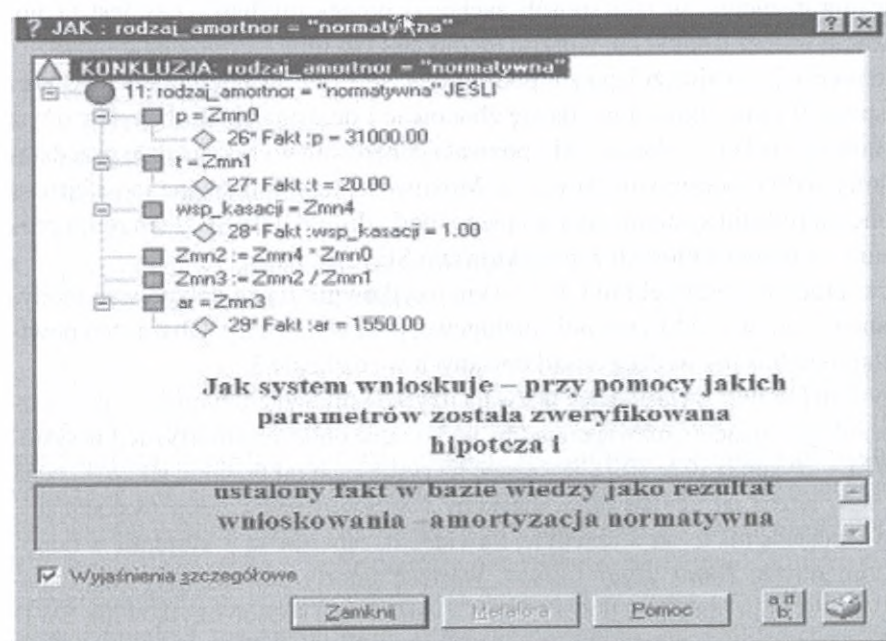 ? JAK : rodzaj_amortnor = "normatywna"
KONKLUZJA: rodzaj_amortnor = "normatywna"
11: rodzaj_amortnor = "normatywna" JEŚLI
p = Zmn0
26* Fakt :p = 31000.00
t = Zmn1
27* Fakt :t = 20.00
wsp_kasacji = Zmn4
28* Fakt :wsp_kasacji = 1.00
Zmn2 := Zmn4 * Zmn0
Zmn3 := Zmn2 / Zmn1
ar = Zmn3
29* Fakt :ar = 1550.00
Jak system wnioskuje – przy pomocy jakich
parametrów została zweryfikowana
hipoteza i
ustalony fakt w bazie wiedzy jako rezultat
wnioskowania –amortyzacja normatywna
Wyjaśnienia szczegółowe
Zamknij Metafora Pomoc